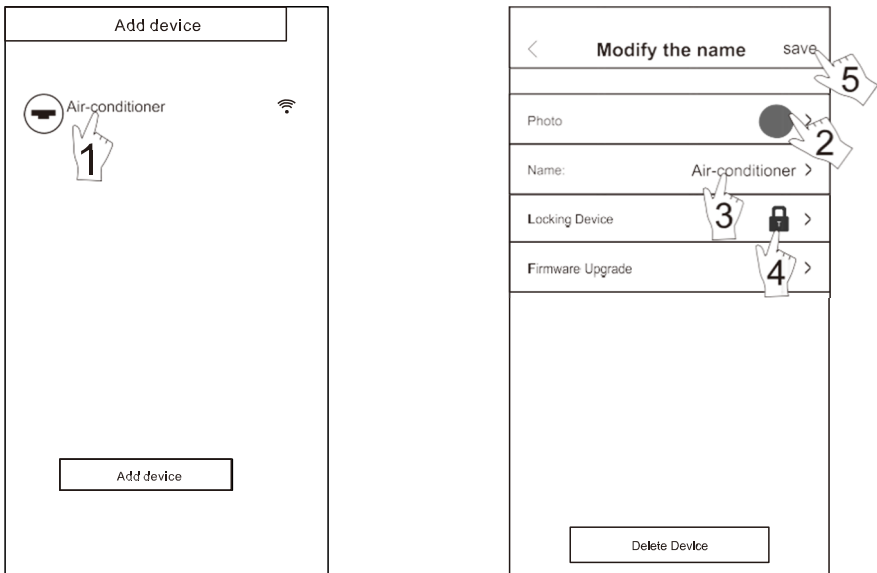 Add device
Air-conditioner
1
Add device
Modify the name save
5
Photo
2
Name: Air-conditioner >
3
Locking Device >
4
Firmware Upgrade >
Delete Device